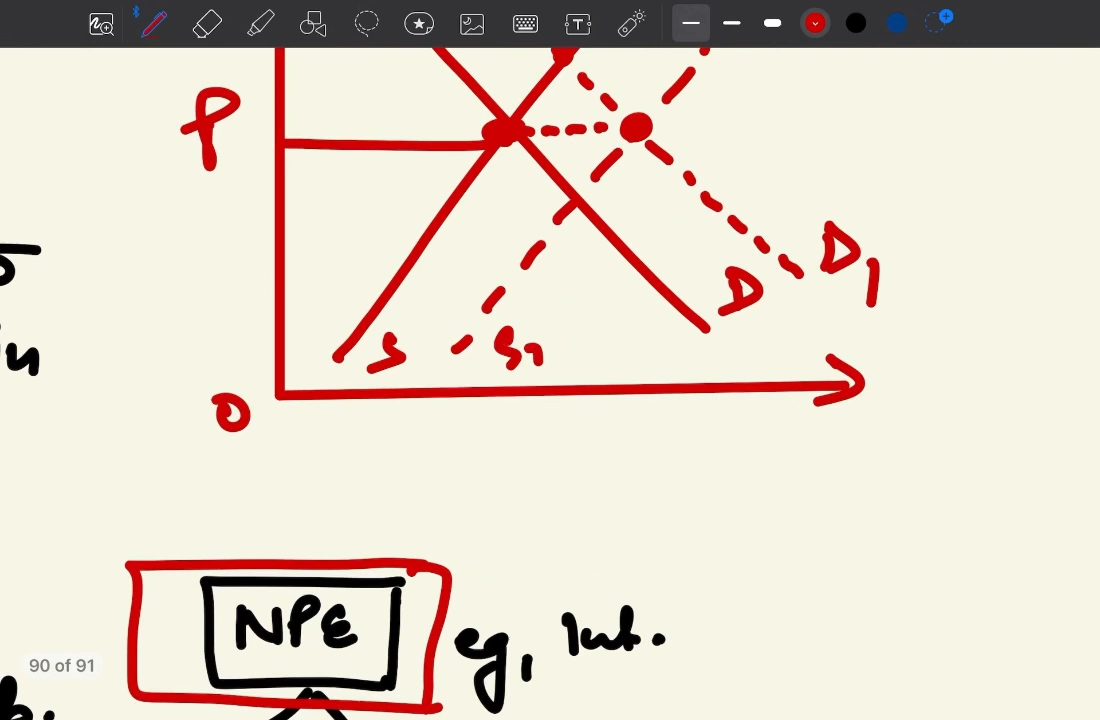 P
D1
D
S
S1
O
NPE
eg, Int.
90 of 91